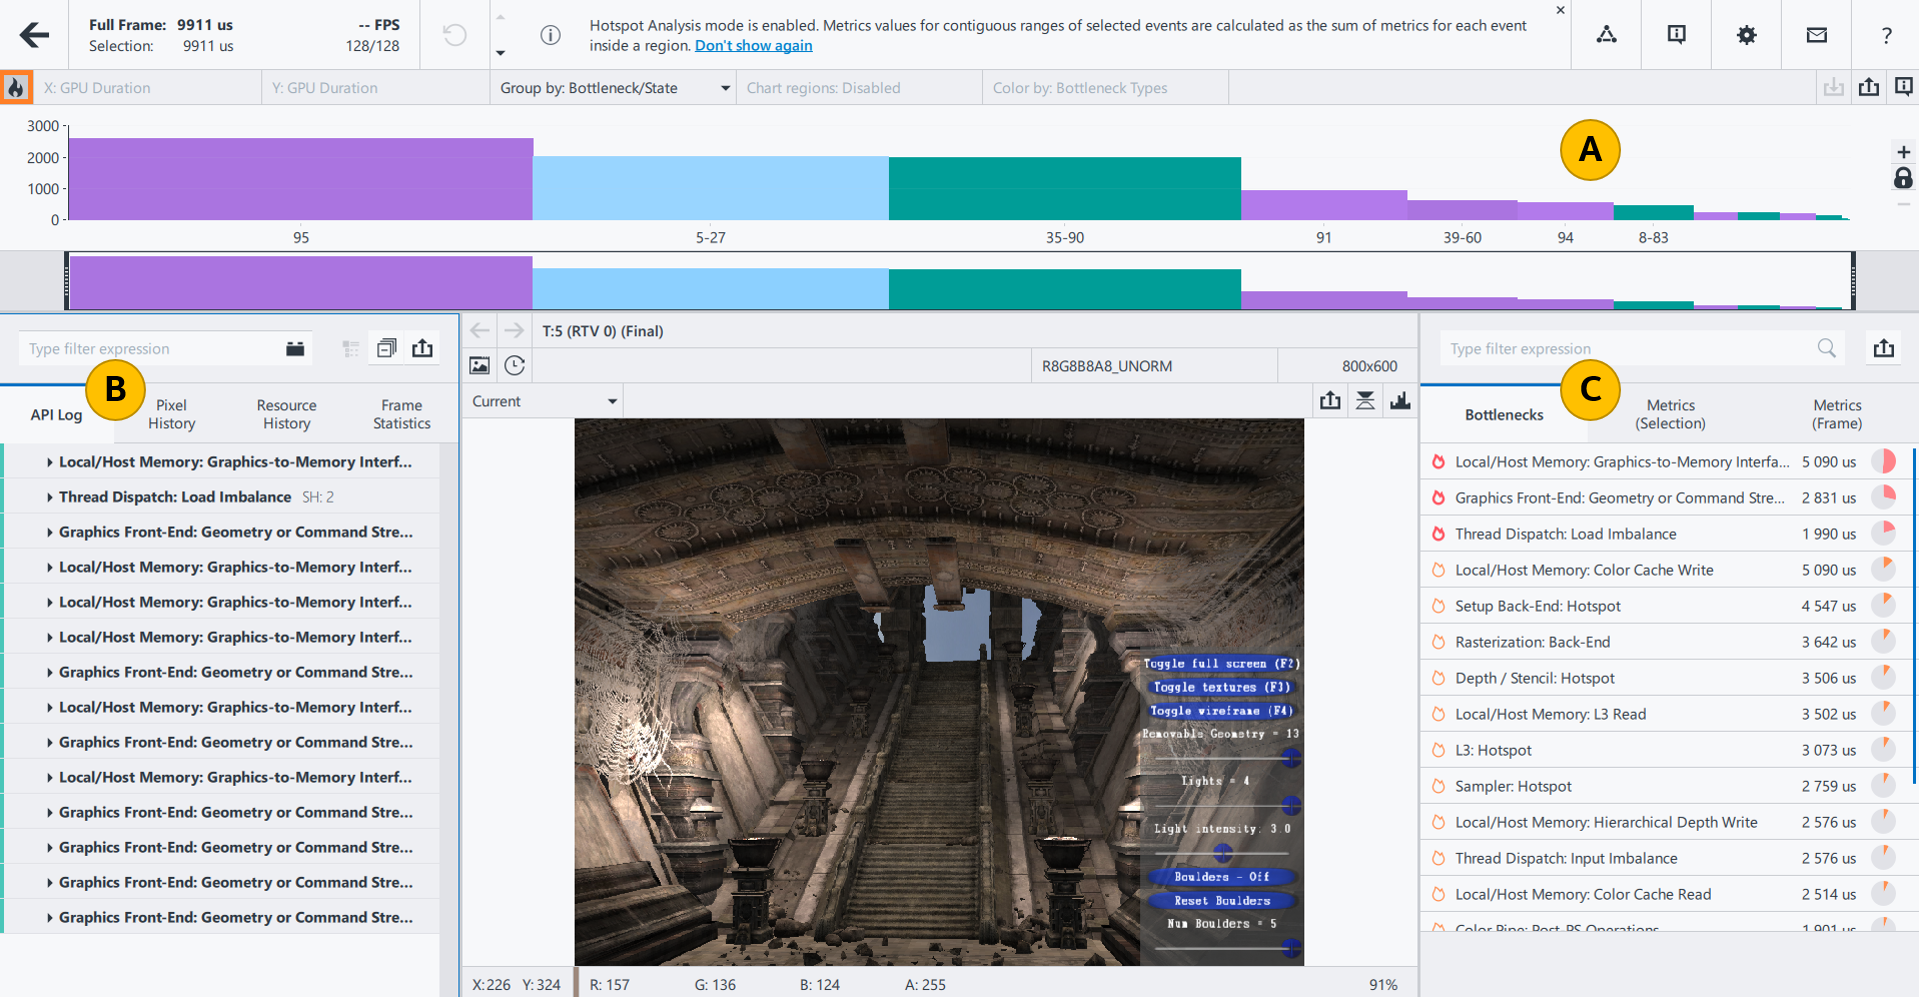 Full Frame: 9911 us -- FPS
Selection: 9911 us 128/128
Hotspot Analysis mode is enabled. Metrics values for contiguous ranges of selected events are calculated as the sum of metrics for each event
inside a region. Don't show again
?
X: GPU Duration
Y: GPU Duration
Group by: Bottleneck/State
Chart regions: Disabled
Color by: Bottleneck Types
3000
2000
1000
0
A
95
5-27
35-90
91
39-60
94
8-83
Type filter expression
B
API Log
Pixel
History
Resource
History
Frame
Statistics
Local/Host Memory: Graphics-to-Memory Interf...
Thread Dispatch: Load Imbalance SH: 2
Graphics Front-End: Geometry or Command Stre...
Local/Host Memory: Graphics-to-Memory Interf...
Local/Host Memory: Graphics-to-Memory Interf...
Local/Host Memory: Graphics-to-Memory Interf...
Graphics Front-End: Geometry or Command Stre...
Local/Host Memory: Graphics-to-Memory Interf...
Graphics Front-End: Geometry or Command Stre...
Local/Host Memory: Graphics-to-Memory Interf...
Graphics Front-End: Geometry or Command Stre...
Graphics Front-End: Geometry or Command Stre...
Graphics Front-End: Geometry or Command Stre...
Graphics Front-End: Geometry or Command Stre...
T:5 (RTV 0) (Final)
R8G8B8A8_UNORM
800x600
Current
Toggle full screen (F2)
Toggle textures (F3)
Toggle wireframe (F4)
Removable Geometry = 13
Lights = 4
Light intensity: 3.0
Boulders - Off
Reset Boulders
Num Boulders = 5
X:226 Y:324 R: 157 G: 136 B: 124 A: 255 91%
Type filter expression
C
Bottlenecks
Metrics
(Selection)
Metrics
(Frame)
Local/Host Memory: Graphics-to-Memory Interfa... 5 090 us
Graphics Front-End: Geometry or Command Stre... 2 831 us
Thread Dispatch: Load Imbalance 1 990 us
Local/Host Memory: Color Cache Write 5 090 us
Setup Back-End: Hotspot 4 547 us
Rasterization: Back-End 3 642 us
Depth / Stencil: Hotspot 3 506 us
Local/Host Memory: L3 Read 3 502 us
L3: Hotspot 3 073 us
Sampler: Hotspot 2 759 us
Local/Host Memory: Hierarchical Depth Write 2 576 us
Thread Dispatch: Input Imbalance 2 576 us
Local/Host Memory: Color Cache Read 2 514 us
Color Pipe: Post-PS Operations 1 901 us